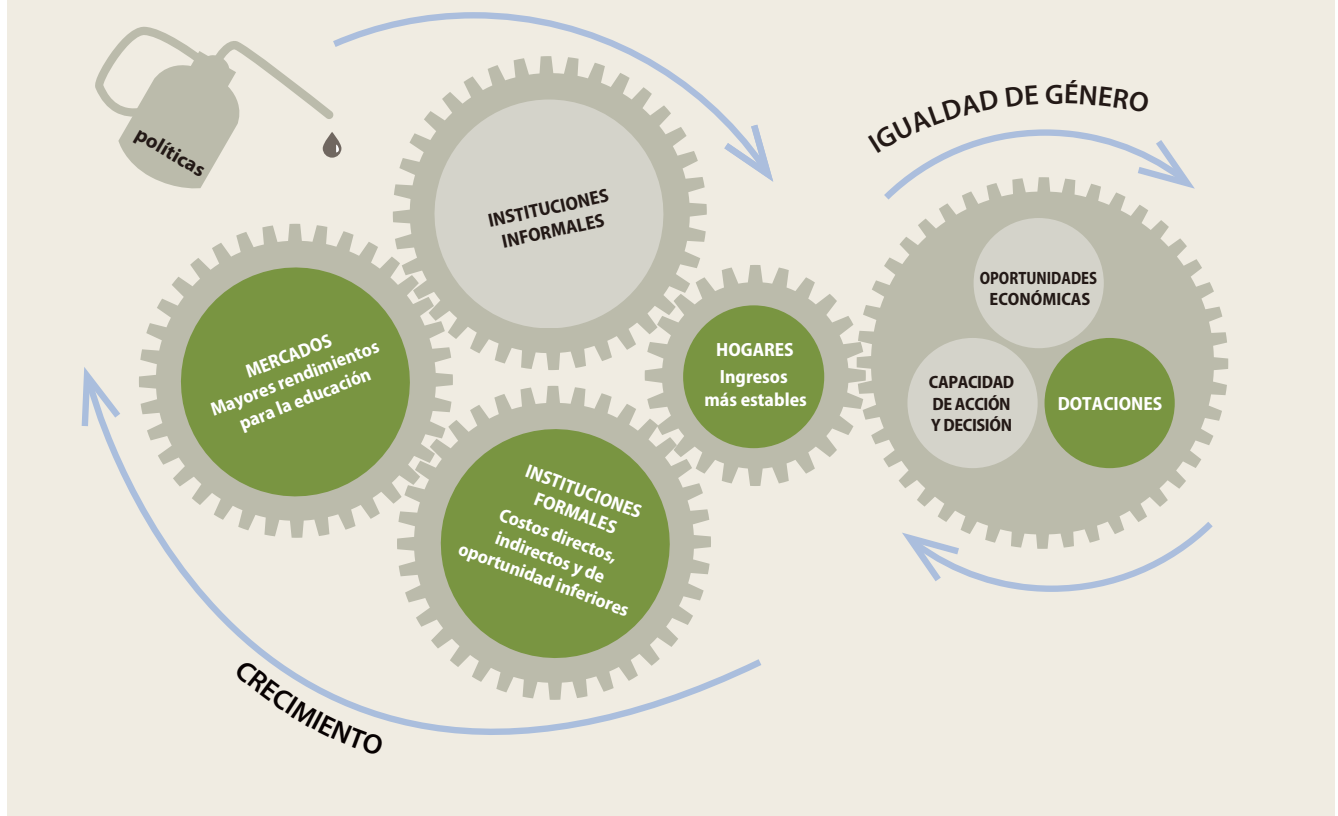 políticas
INSTITUCIONES
INFORMALES
MERCADOS
Mayores rendimientos
para la educación
INSTITUCIONES
FORMALES
Costos directos,
indirectos y de
oportunidad inferiores
HOGARES
Ingresos
más estables
CRECIMIENTO
IGUALDAD DE GÉNERO
OPORTUNIDADES
ECONÓMICAS
CAPACIDAD
DE ACCIÓN
Y DECISIÓN
DOTACIONES